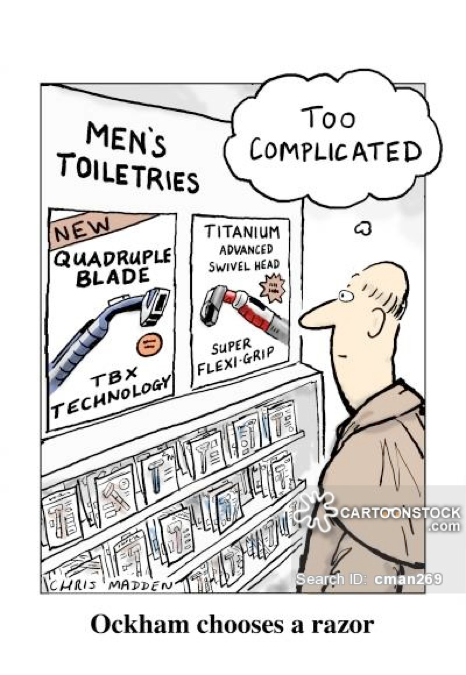 TOO
COMPLICATED
MEN'S
TOILETRIES
NEW
QUADRUPLE
BLADE
TBX
TECHNOLOGY
TITANIUM
ADVANCED
SWIVEL HEAD
SUPER
FLEXI-GRIP
CHRIS MADDEN
CARTOONSTOCK
.com
Search ID: cman269
Ockham chooses a razor